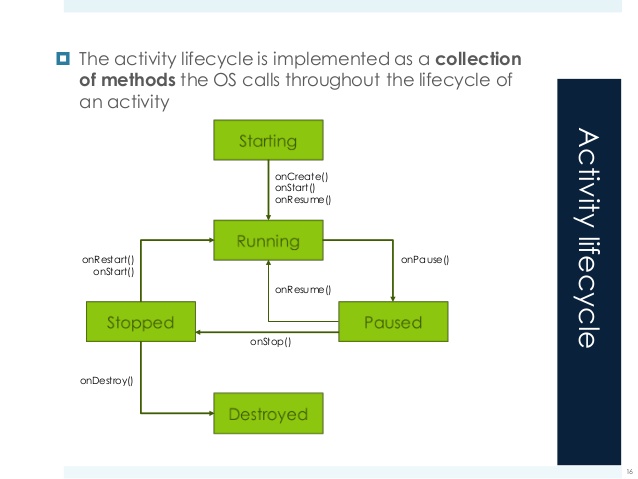 The activity lifecycle is implemented as a collection
of methods the OS calls throughout the lifecycle of
an activity
Starting
onCreate()
onStart()
onResume()
Running
onRestart()
onStart()
onPause()
onResume()
Stopped
Paused
onStop()
onDestroy()
Destroyed
Activity lifecycle
16